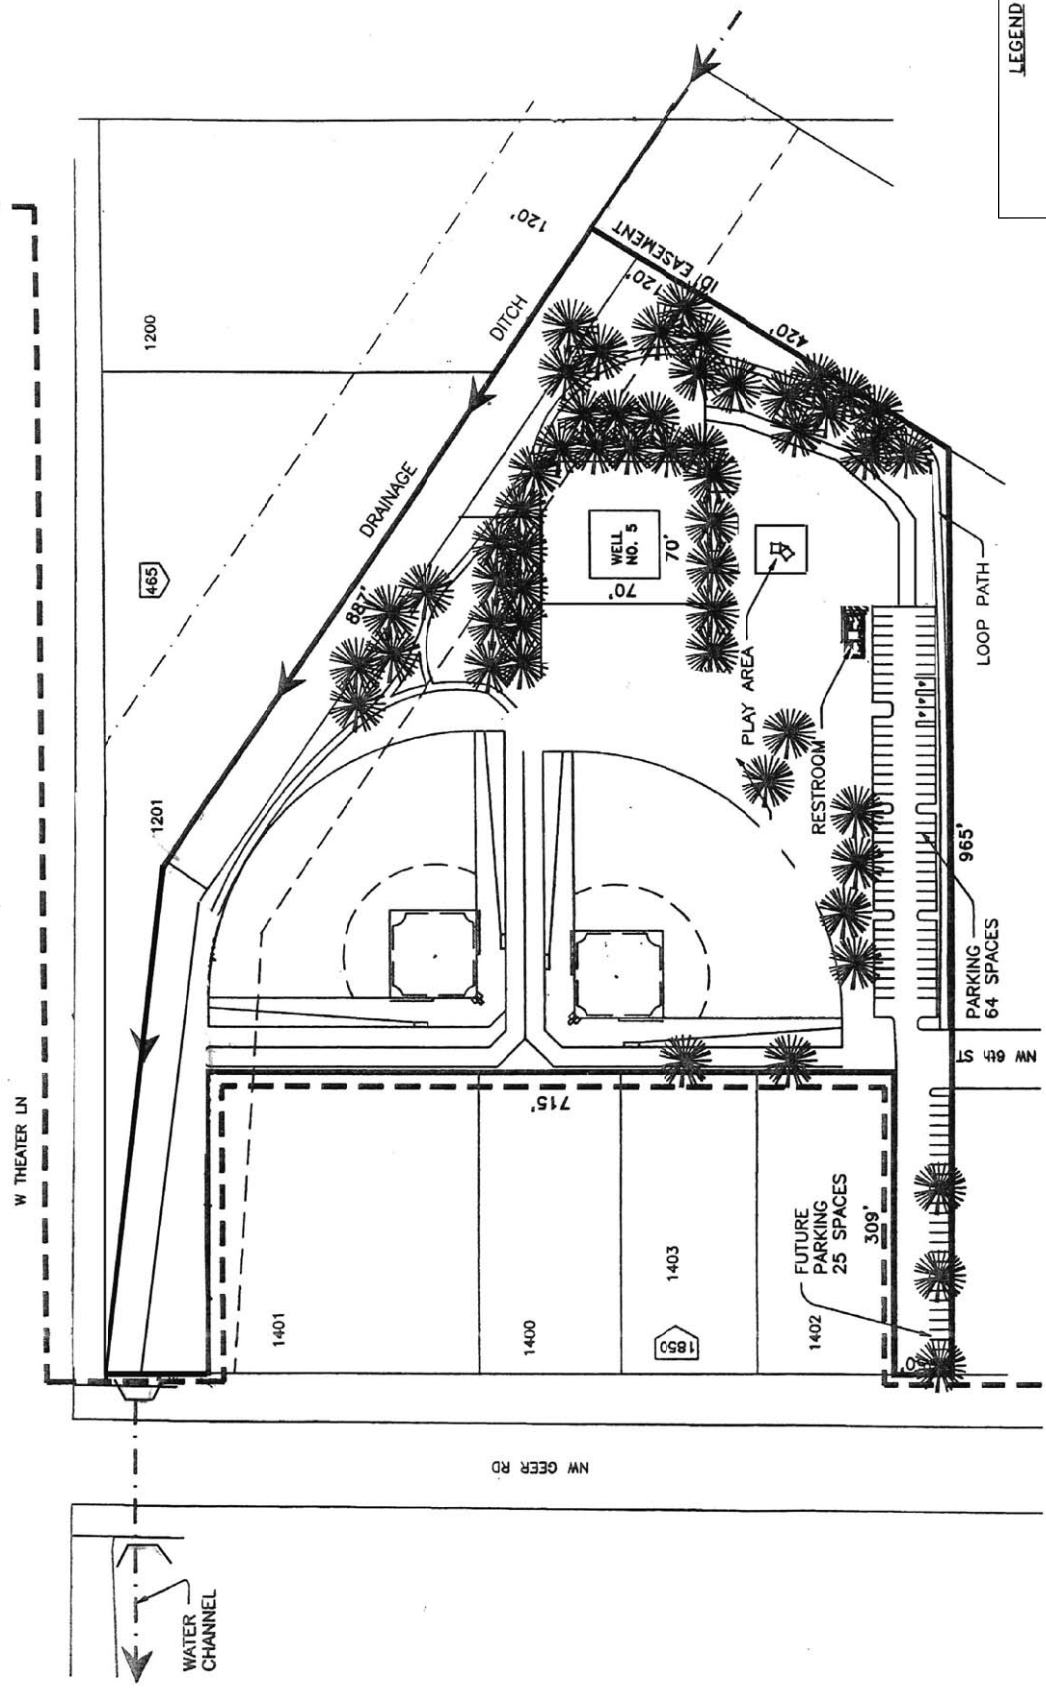 LEGEND
W THEATER LN
1200
120'
DRAINAGE
DITCH
465
887'
1201
120'
ID' EASEMENT
420'
WELL
NO. 5
70'
70'
PLAY AREA
RESTROOM
LOOP PATH
965'
PARKING
64 SPACES
NW 6th ST
715'
1401
1400
1403
1850
1402
309'
FUTURE
PARKING
25 SPACES
NW GEER RD
WATER
CHANNEL